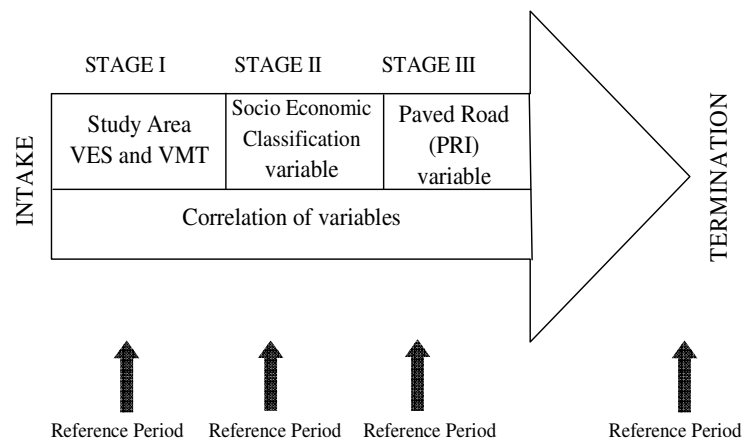 STAGE I
STAGE II
STAGE III
INTAKE
Study Area
VES and VMT
Socio Economic
Classification
variable
Paved Road
(PRI)
variable
Correlation of variables
TERMINATION
Reference Period
Reference Period
Reference Period
Reference Period